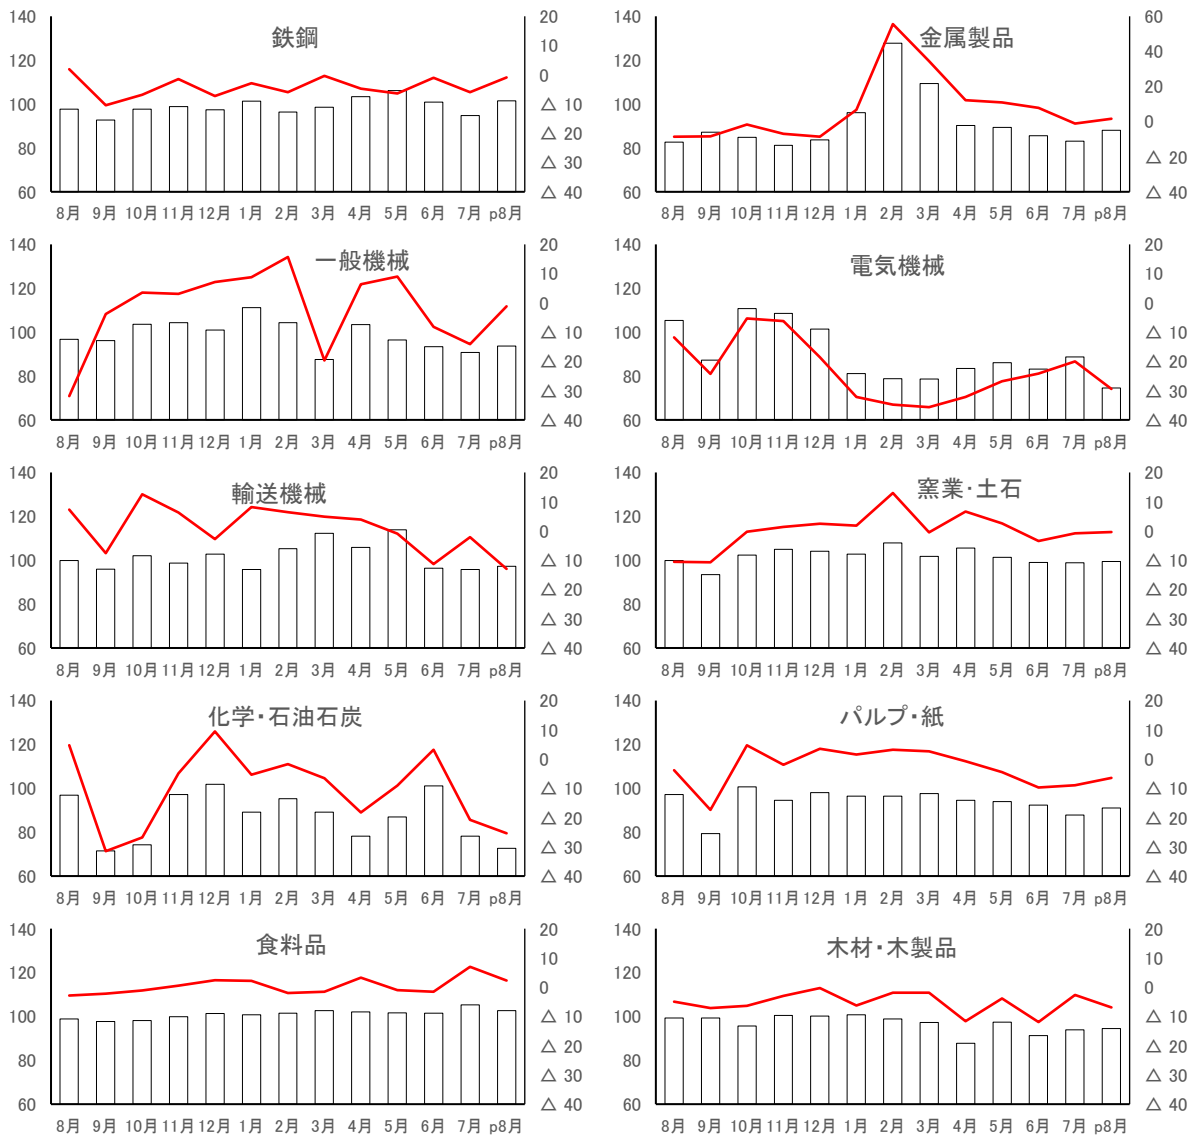 鉄鋼
140 120 100 80 60
20 10 0 △ 10 △ 20 △ 30 △ 40
8月 9月 10月 11月 12月 1月 2月 3月 4月 5月 6月 7月 p8月
金属製品
140 120 100 80 60
60 40 20 0 △ 20 △ 40
8月 9月 10月 11月 12月 1月 2月 3月 4月 5月 6月 7月 p8月
一般機械
140 120 100 80 60
20 10 0 △ 10 △ 20 △ 30 △ 40
8月 9月 10月 11月 12月 1月 2月 3月 4月 5月 6月 7月 p8月
電気機械
140 120 100 80 60
20 10 0 △ 10 △ 20 △ 30 △ 40
8月 9月 10月 11月 12月 1月 2月 3月 4月 5月 6月 7月 p8月
輸送機械
140 120 100 80 60
20 10 0 △ 10 △ 20 △ 30 △ 40
8月 9月 10月 11月 12月 1月 2月 3月 4月 5月 6月 7月 p8月
窯業・土石
140 120 100 80 60
20 10 0 △ 10 △ 20 △ 30 △ 40
8月 9月 10月 11月 12月 1月 2月 3月 4月 5月 6月 7月 p8月
化学・石油石炭
140 120 100 80 60
20 10 0 △ 10 △ 20 △ 30 △ 40
8月 9月 10月 11月 12月 1月 2月 3月 4月 5月 6月 7月 p8月
パルプ・紙
140 120 100 80 60
20 10 0 △ 10 △ 20 △ 30 △ 40
8月 9月 10月 11月 12月 1月 2月 3月 4月 5月 6月 7月 p8月
食料品
140 120 100 80 60
20 10 0 △ 10 △ 20 △ 30 △ 40
8月 9月 10月 11月 12月 1月 2月 3月 4月 5月 6月 7月 p8月
木材・木製品
140 120 100 80 60
20 10 0 △ 10 △ 20 △ 30 △ 40
8月 9月 10月 11月 12月 1月 2月 3月 4月 5月 6月 7月 p8月